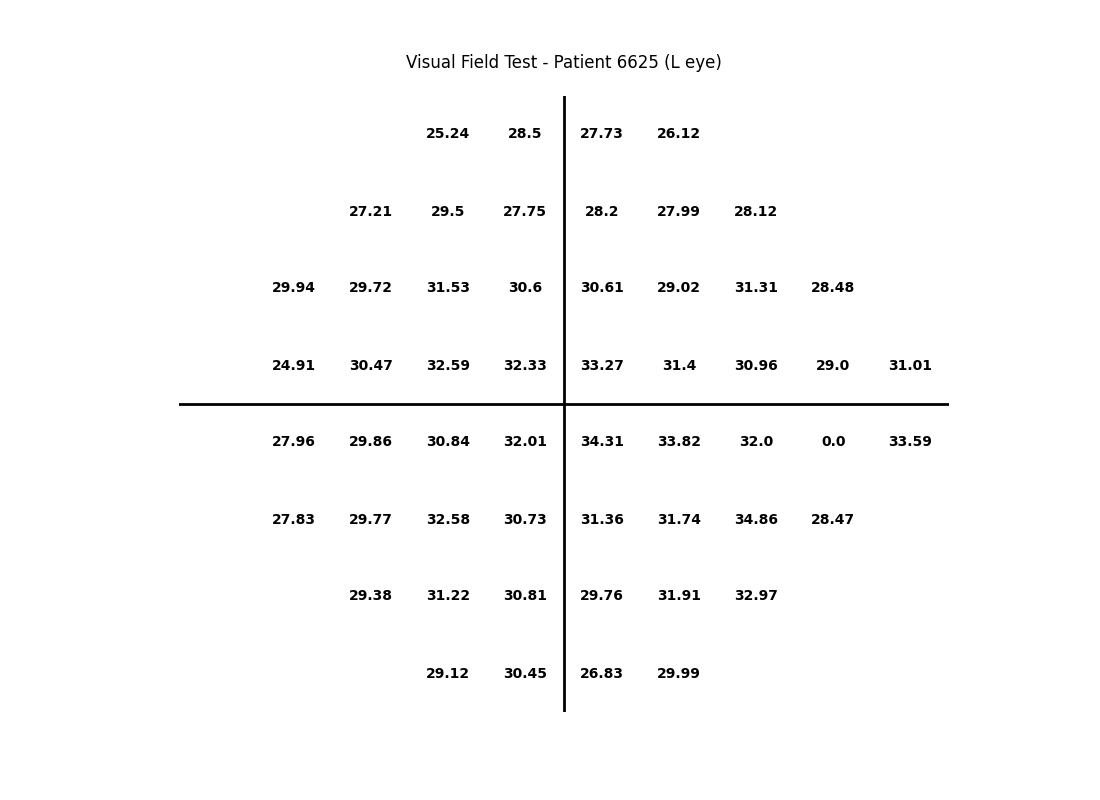 Visual Field Test - Patient 6625 (L eye)
25.24 28.5 27.73 26.12
27.21 29.5 27.75 28.2 27.99 28.12
29.94 29.72 31.53 30.6 30.61 29.02 31.31 28.48
24.91 30.47 32.59 32.33 33.27 31.4 30.96 29.0 31.01
27.96 29.86 30.84 32.01 34.31 33.82 32.0 0.0 33.59
27.83 29.77 32.58 30.73 31.36 31.74 34.86 28.47
29.38 31.22 30.81 29.76 31.91 32.97
29.12 30.45 26.83 29.99